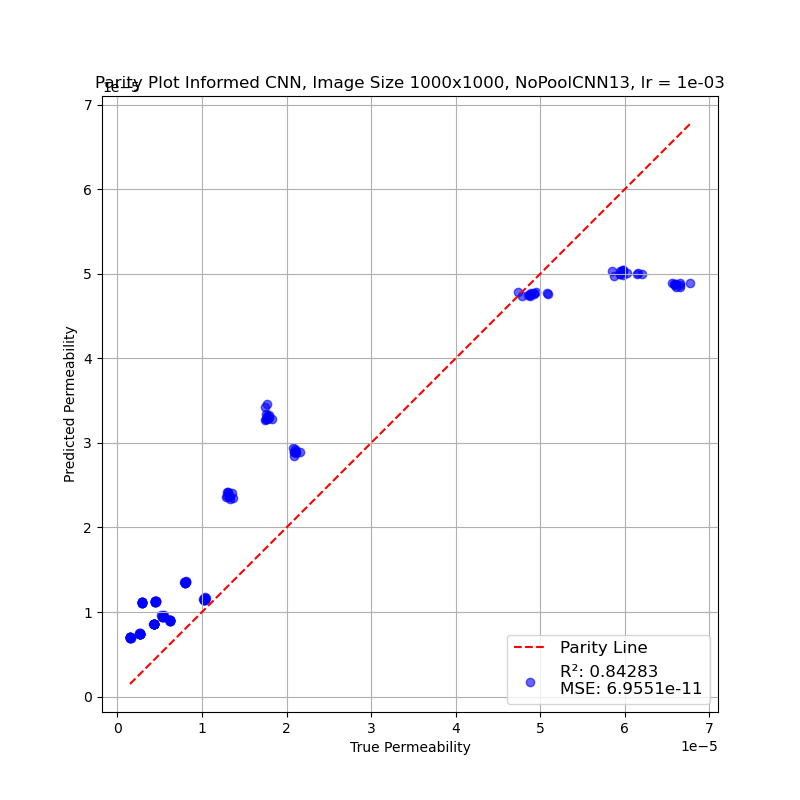 Parity Plot Informed CNN, Image Size 1000x1000, NoPoolCNN13, lr = 1e-03
1e−5
7
6
5
4
3
2
1
0
Predicted Permeability
Parity Line
R²: 0.84283
MSE: 6.9551e-11
0 1 2 3 4 5 6 7
1e−5
True Permeability